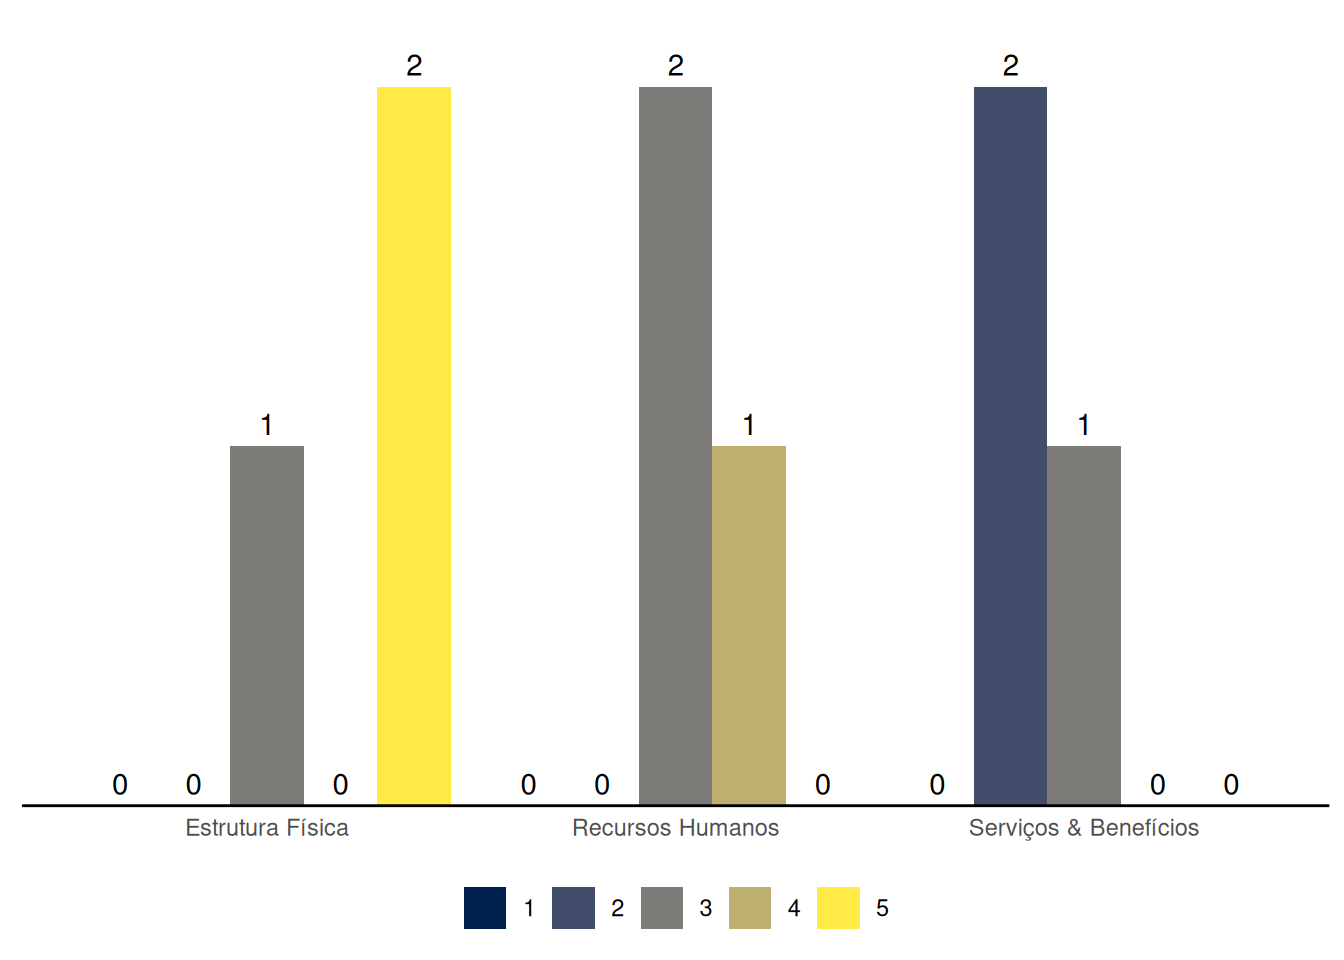 2 2 2
1 1 1
0 0 0 0 0 0 0 0 0
Estrutura Física Recursos Humanos Serviços & Benefícios
1 2 3 4 5